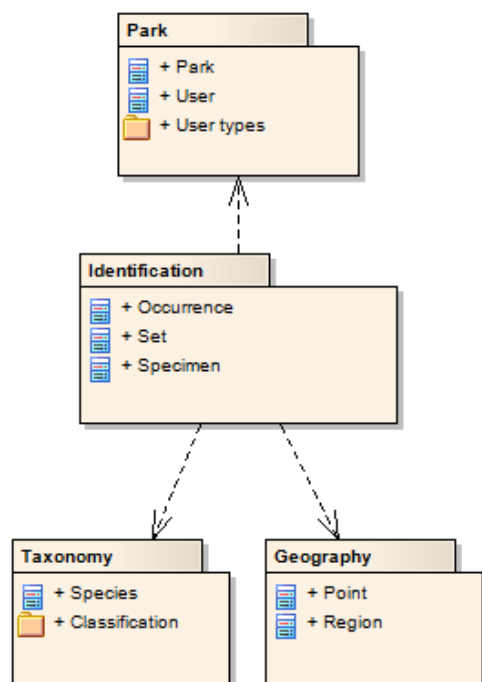 Park
+ Park
+ User
+ User types
Identification
+ Occurrence
+ Set
+ Specimen
Taxonomy
+ Species
+ Classification
Geography
+ Point
+ Region